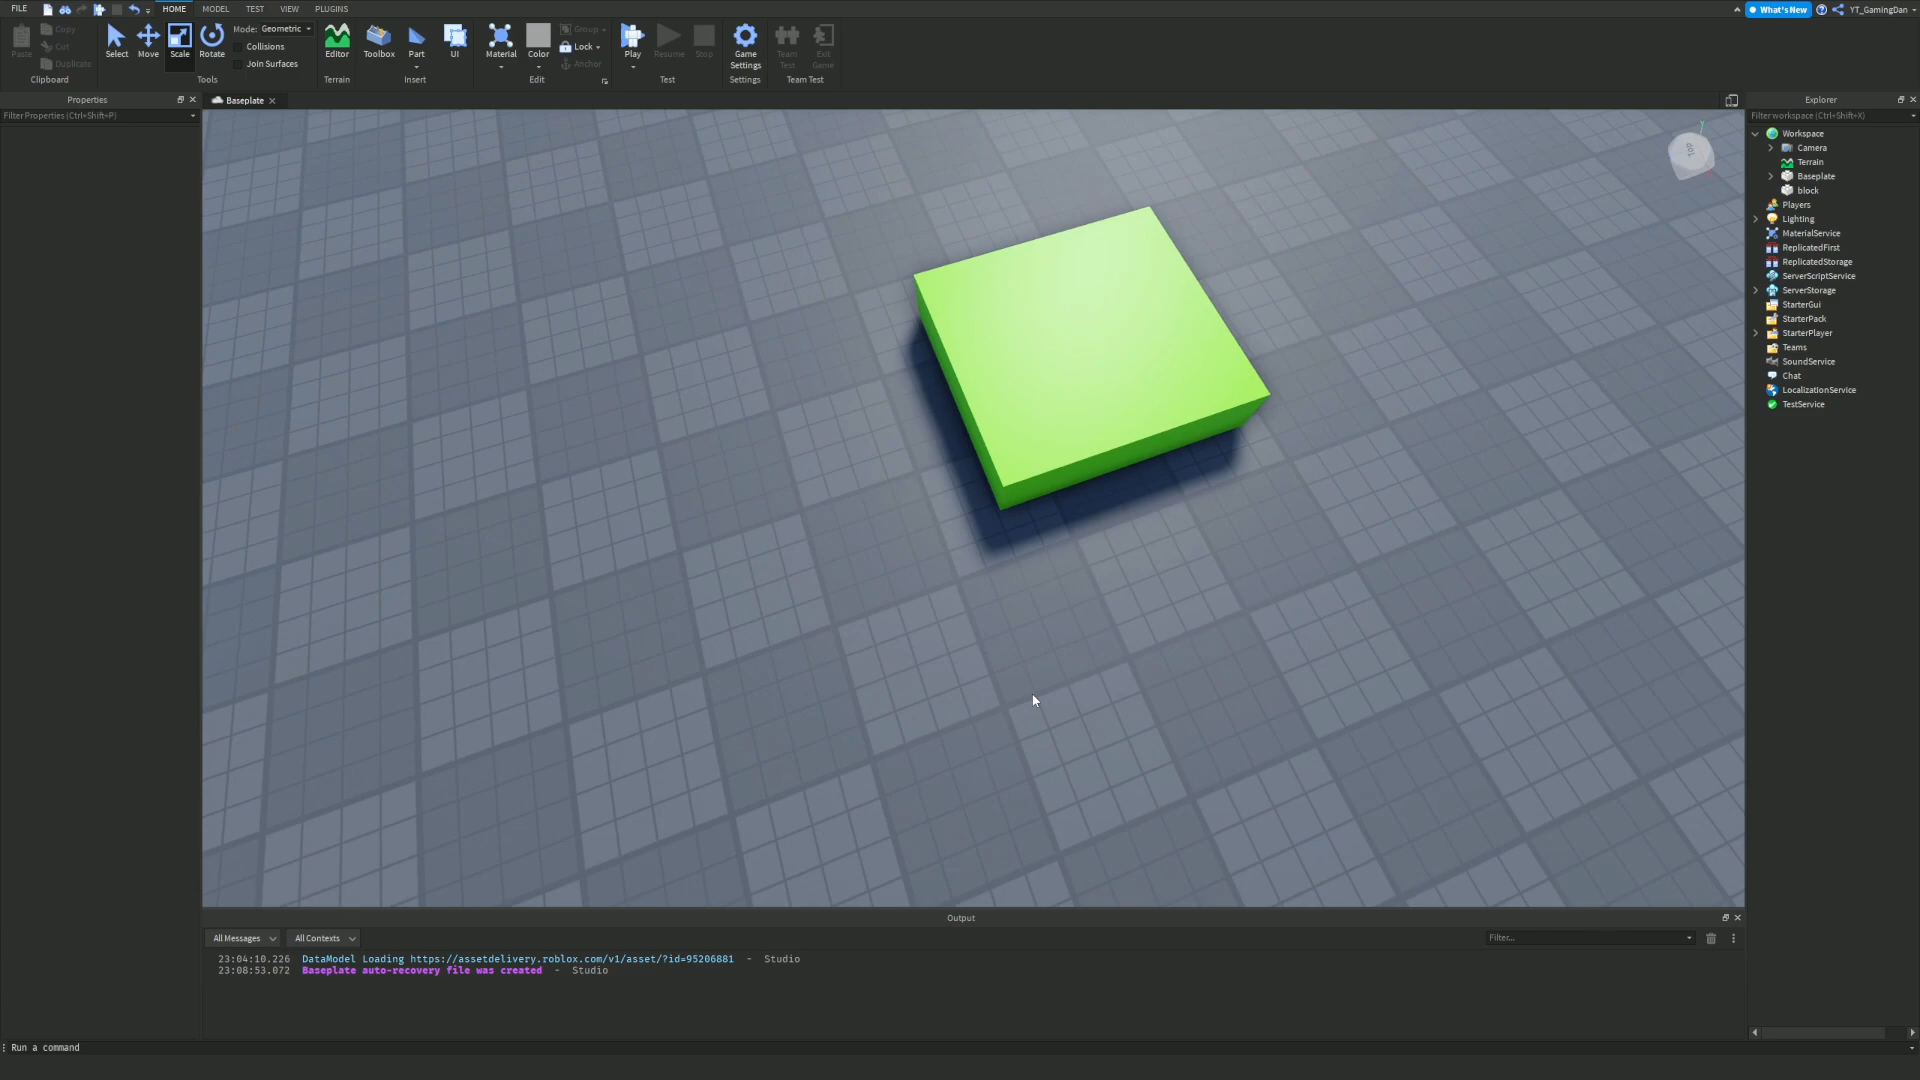 FILE HOME MODEL TEST VIEW PLUGINS What's New YT_GamingDan
Paste Copy Cut Duplicate Clipboard
Select Move Scale Rotate Mode: Geometric Collisions Join Surfaces Tools
Editor Terrain
Toolbox Part UI Insert
Material Color Group Lock Anchor Edit
Play Resume Stop Test
Game Settings Settings
Team Test Exit Game Team Test
Properties
Filter Properties (Ctrl+Shift+P)
Baseplate
Explorer
Filter workspace (Ctrl+Shift+X)
Workspace
Camera
Terrain
Baseplate
block
Players
Lighting
MaterialService
ReplicatedFirst
ReplicatedStorage
ServerScriptService
ServerStorage
StarterGui
StarterPack
StarterPlayer
Teams
SoundService
Chat
LocalizationService
TestService
Y
Top
Output
All Messages All Contexts Filter...
23:04:10.226 DataModel Loading https://assetdelivery.roblox.com/v1/asset/?id=95206881 - Studio
23:08:53.072 Baseplate auto-recovery file was created - Studio
Run a command